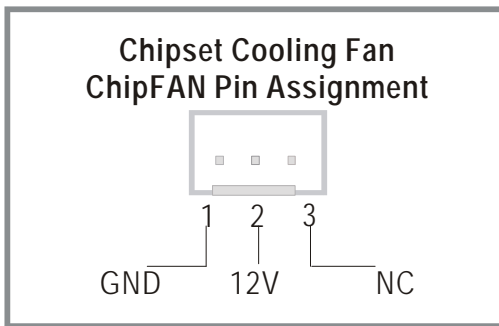 Chipset Cooling Fan
ChipFAN Pin Assignment
1 2 3
GND 12V NC